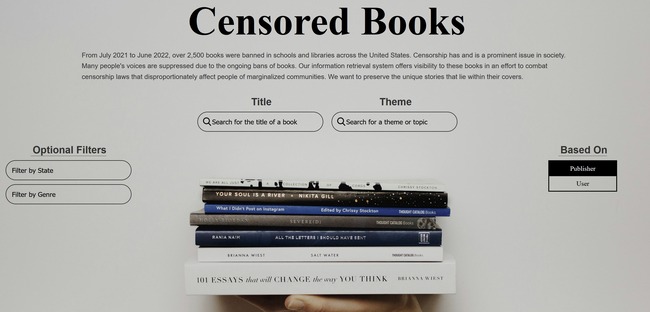 Censored Books
From July 2021 to June 2022, over 2,500 books were banned in schools and libraries across the United States. Censorship has and is a prominent issue in society.
Many people's voices are suppressed due to the ongoing bans of books. Our information retrieval system offers visibility to these books in an effort to combat
censorship laws that disproportionately affect people of marginalized communities. We want to preserve the unique stories that lie within their covers.
Title
Theme
Search for the title of a book
Search for a theme or topic
Optional Filters
Based On
Filter by State
Publisher
User
Filter by Genre
YOUR SOUL IS A RIVER • NIKITA GILL
What I Didn't Post on Instagram Edited by Chrissy Stockton THOUGHT CATALOG Books
RANIA NAIM ALL THE LETTERS I SHOULD HAVE SENT
BRIANNA WIEST SALT WATER THOUGHT CATALOG Books
101 ESSAYS that will CHANGE the way YOU THINK BRIANNA WIEST